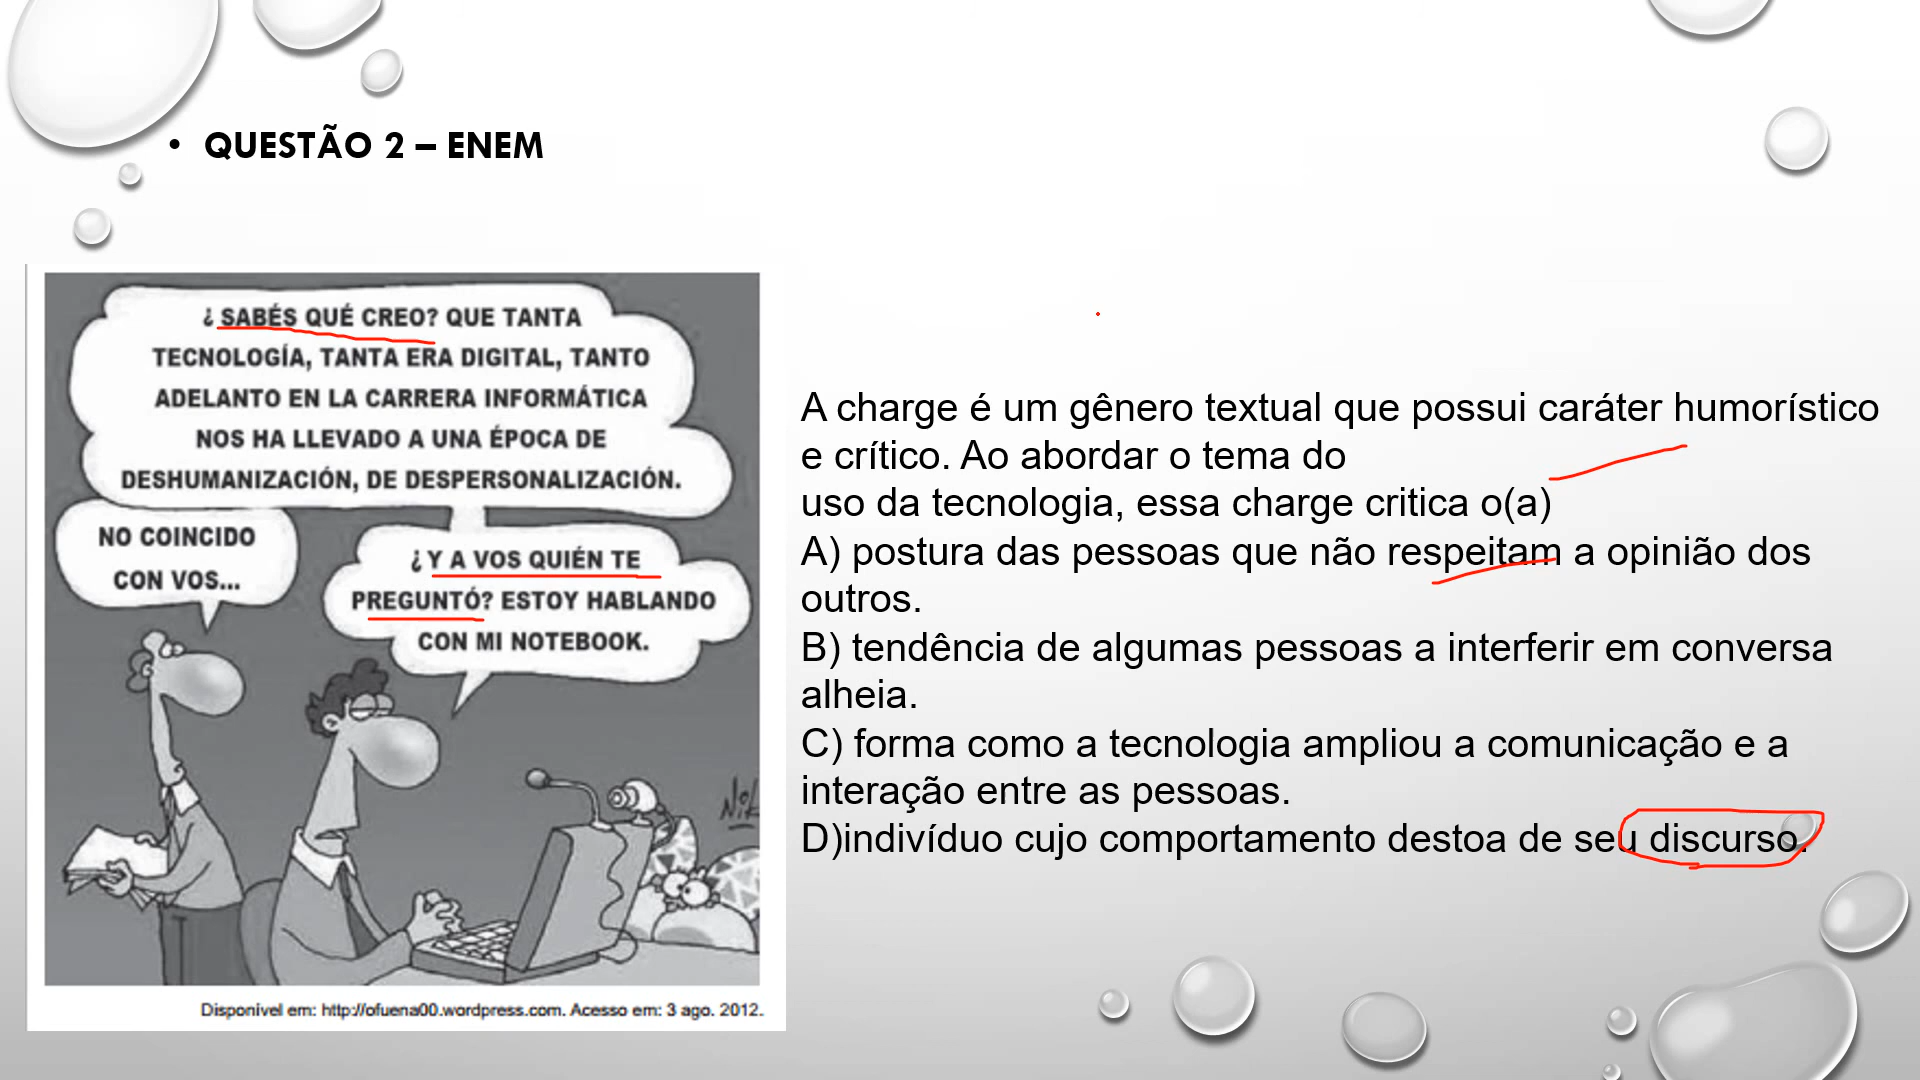 • QUESTÃO 2 – ENEM
¿SABÉS QUÉ CREO? QUE TANTA
TECNOLOGÍA, TANTA ERA DIGITAL, TANTO
ADELANTO EN LA CARRERA INFORMÁTICA
NOS HA LLEVADO A UNA ÉPOCA DE
DESHUMANIZACIÓN, DE DESPERSONALIZACIÓN.
NO COINCIDO
CON VOS...
¿Y A VOS QUIÉN TE
PREGUNTÓ? ESTOY HABLANDO
CON MI NOTEBOOK.
Disponível em: http://ofuena00.wordpress.com. Acesso em: 3 ago. 2012.
A charge é um gênero textual que possui caráter humorístico
e crítico. Ao abordar o tema do
uso da tecnologia, essa charge critica o(a)
A) postura das pessoas que não respeitam a opinião dos
outros.
B) tendência de algumas pessoas a interferir em conversa
alheia.
C) forma como a tecnologia ampliou a comunicação e a
interação entre as pessoas.
D)indivíduo cujo comportamento destoa de seu discurso.